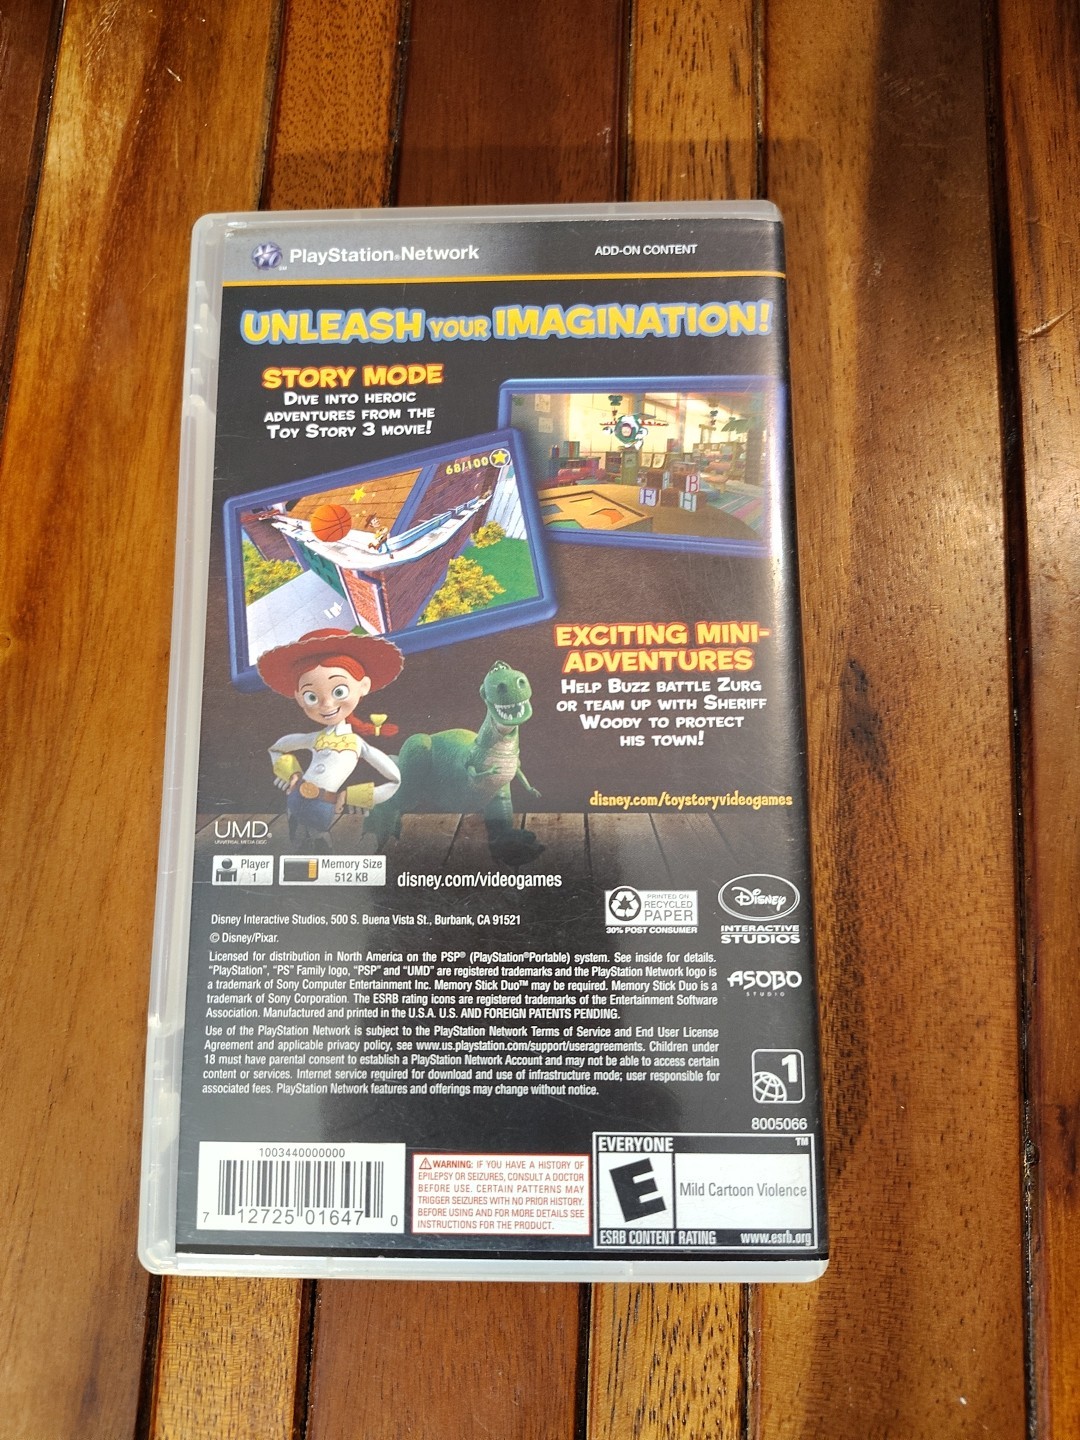 PlayStation®Network
ADD-ON CONTENT
UNLEASH YOUR IMAGINATION!
STORY MODE
DIVE INTO HEROIC
ADVENTURES FROM THE
TOY STORY 3 MOVIE!
68/100
F
B
EXCITING MINI-
ADVENTURES
HELP BUZZ BATTLE ZURG
OR TEAM UP WITH SHERIFF
WOODY TO PROTECT
HIS TOWN!
disney.com/toystoryvideogames
UMD®
UNIVERSAL MEDIA DISC
Player
1
Memory Size
512 KB
disney.com/videogames
PRINTED ON
RECYCLED
PAPER
30% POST CONSUMER
Disney
INTERACTIVE
STUDIOS
Disney Interactive Studios, 500 S. Buena Vista St., Burbank, CA 91521
© Disney/Pixar.
Licensed for distribution in North America on the PSP® (PlayStation®Portable) system. See inside for details.
"PlayStation", "PS" Family logo, "PSP" and "UMD" are registered trademarks and the PlayStation Network logo is
a trademark of Sony Computer Entertainment Inc. Memory Stick Duo™ may be required. Memory Stick Duo is a
trademark of Sony Corporation. The ESRB rating icons are registered trademarks of the Entertainment Software
Association. Manufactured and printed in the U.S.A. U.S. AND FOREIGN PATENTS PENDING.
ASOBO
STUDIO
Use of the PlayStation Network is subject to the PlayStation Network Terms of Service and End User License
Agreement and applicable privacy policy, see www.us.playstation.com/support/useragreements. Children under
18 must have parental consent to establish a PlayStation Network Account and may not be able to access certain
content or services. Internet service required for download and use of infrastructure mode; user responsible for
associated fees. PlayStation Network features and offerings may change without notice.
1
8005066
1003440000000
7 12725 01647 0
WARNING: IF YOU HAVE A HISTORY OF
EPILEPSY OR SEIZURES, CONSULT A DOCTOR
BEFORE USE. CERTAIN PATTERNS MAY
TRIGGER SEIZURES WITH NO PRIOR HISTORY.
BEFORE USING AND FOR MORE DETAILS SEE
INSTRUCTIONS FOR THE PRODUCT.
EVERYONE
TM
E
Mild Cartoon Violence
ESRB CONTENT RATING
www.esrb.org